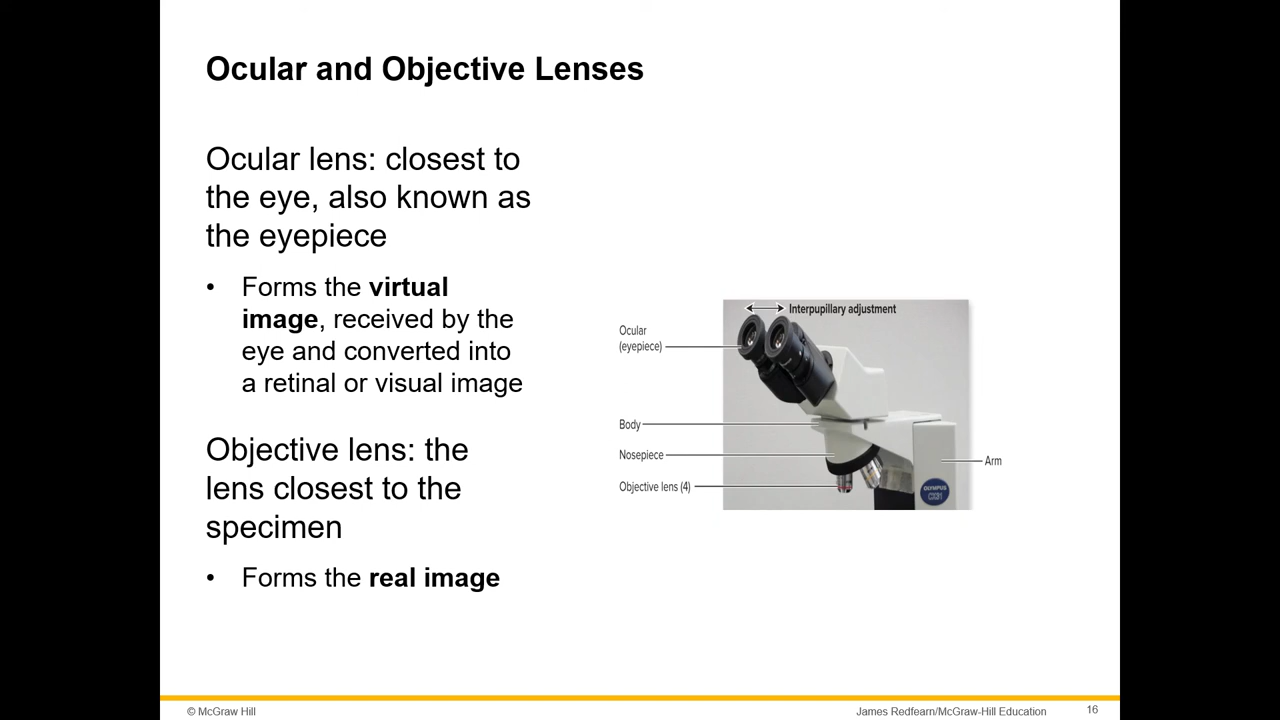 Ocular and Objective Lenses
Ocular lens: closest to
the eye, also known as
the eyepiece
• Forms the virtual
image, received by the
eye and converted into
a retinal or visual image
Objective lens: the
lens closest to the
specimen
• Forms the real image
Interpupillary adjustment
Ocular
(eyepiece)
Body
Nosepiece
Objective lens (4)
Arm
OLYMPUS
CX31
© McGraw Hill
James Redfearn/McGraw-Hill Education
16